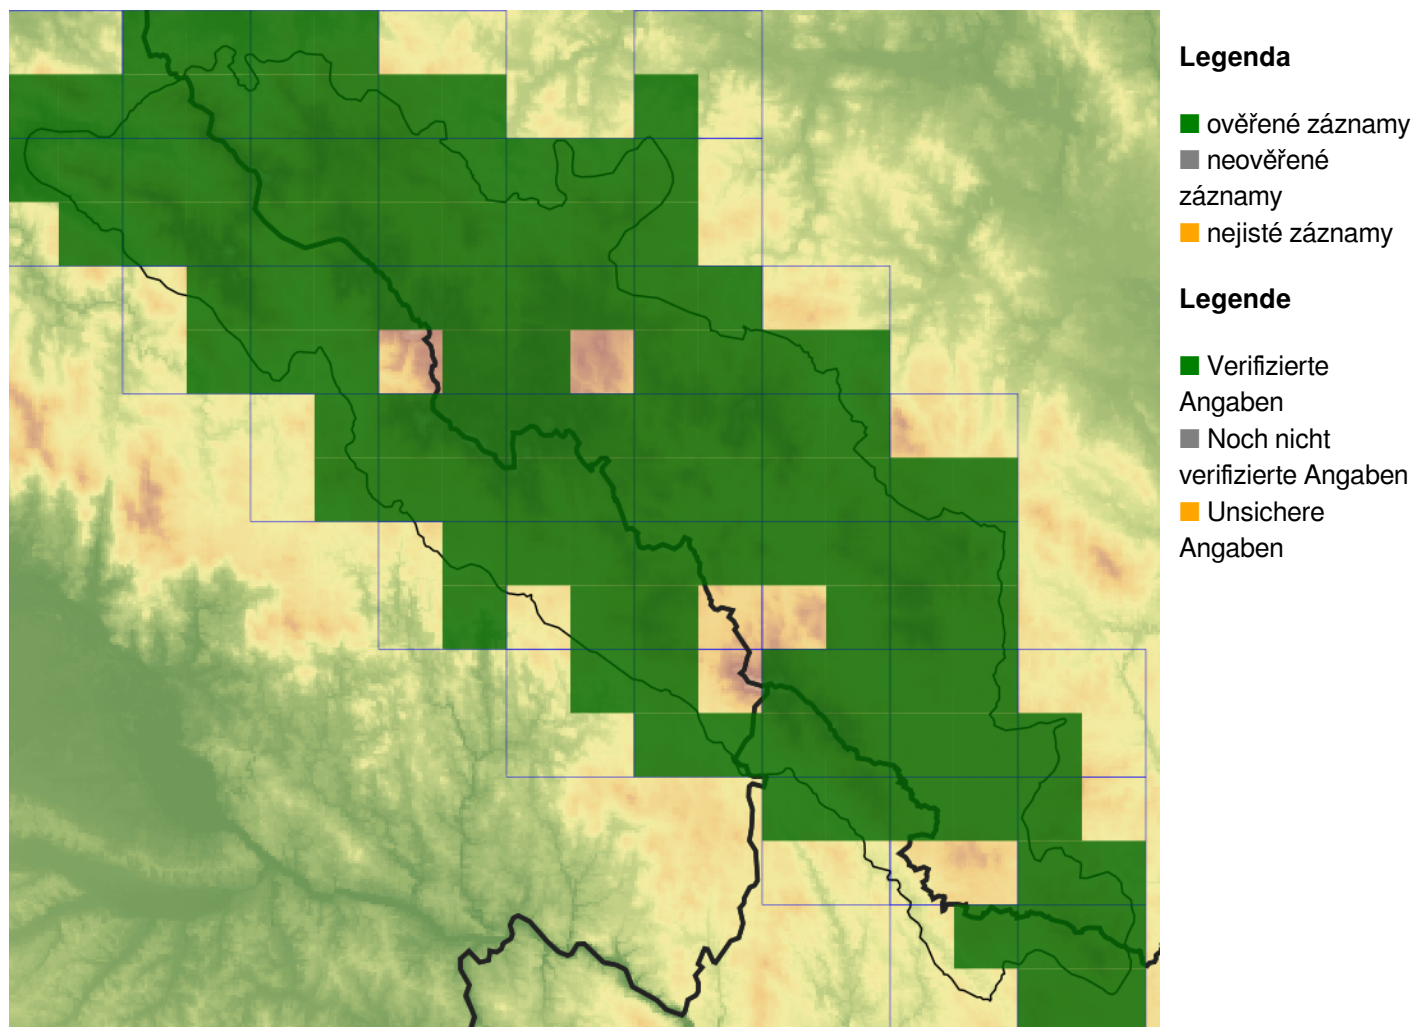 Legenda
ověřené záznamy
neověřené
záznamy
nejisté záznamy
Legende
Verifizierte
Angaben
Noch nicht
verifizierte Angaben
Unsichere
Angaben